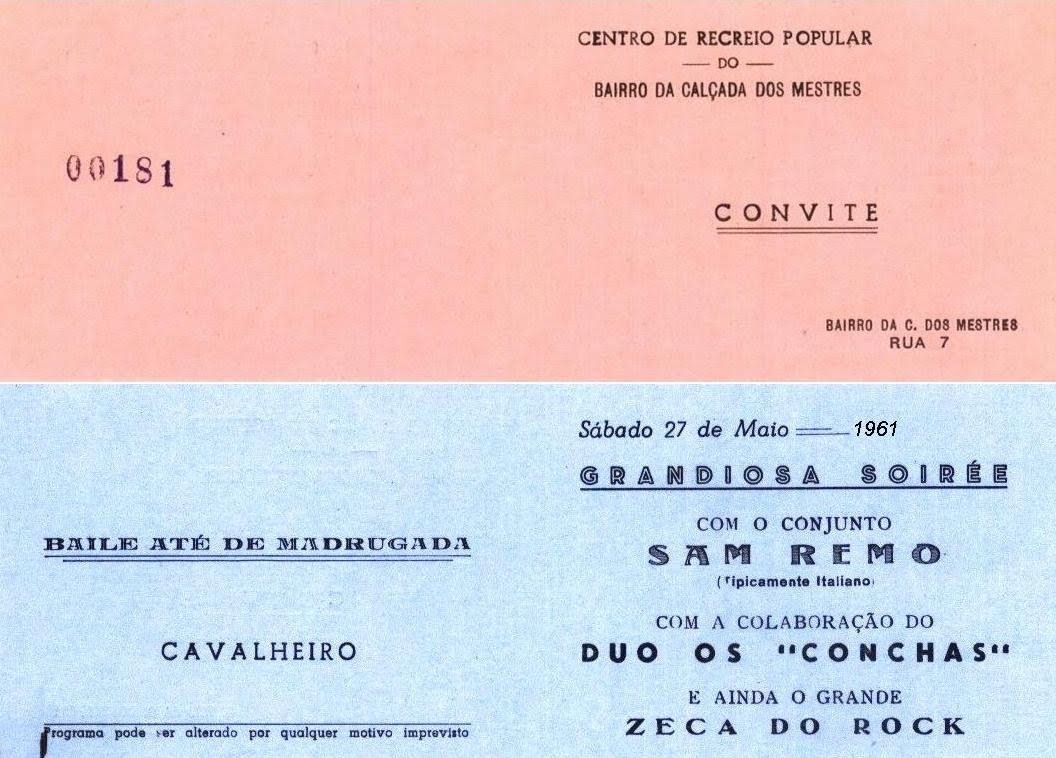 00181
CENTRO DE RECREIO POPULAR
DO
BAIRRO DA CALÇADA DOS MESTRES
CONVITE
BAIRRO DA C. DOS MESTRES
RUA 7
BAILE ATÉ DE MADRUGADA
CAVALHEIRO
Programa pode ser alterado por qualquer motivo imprevisto
Sábado 27 de Maio 1961
GRANDIOSA SOIRÉE
COM O CONJUNTO
SAM REMO
(Tipicamente Italiano)
COM A COLABORAÇÃO DO
DUO OS "CONCHAS"
E AINDA O GRANDE
ZECA DO ROCK